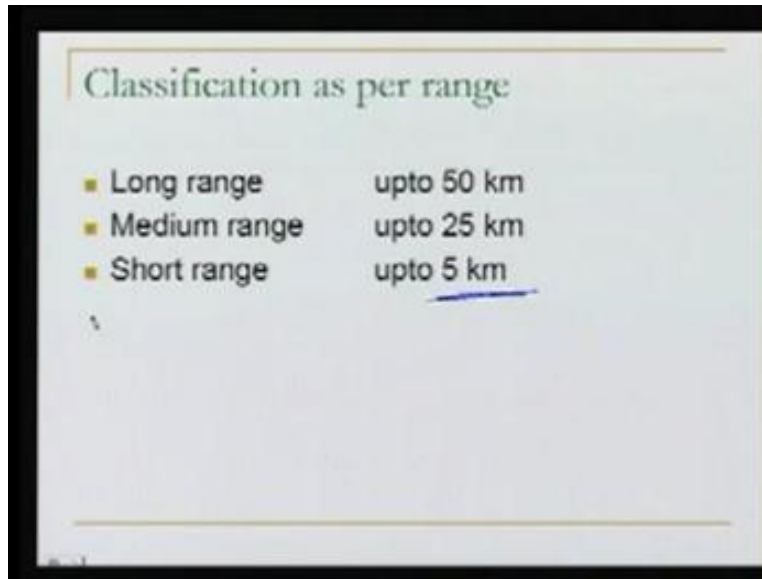 Classification as per range
Long range upto 50 km
Medium range upto 25 km
Short range upto 5 km